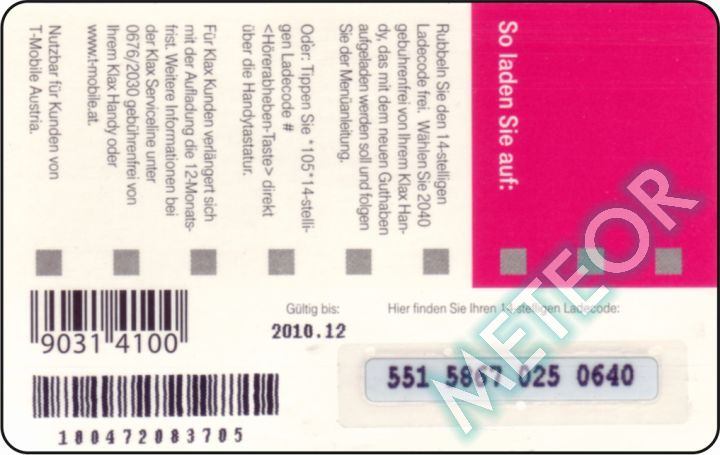 So laden Sie auf:
Rubbeln Sie den 14-stelligen
Ladecode frei. Wählen Sie 2040
gebührenfrei von Ihrem Klax Han-
dy, das mit dem neuen Guthaben
aufgeladen werden soll und folgen
Sie der Menüanleitung.
Oder: Tippen Sie *105*14-stelli-
gen Ladecode #
<Hörerabheben-Taste> direkt
über die Handytastatur.
Für Klax Kunden verlängert sich
mit der Aufladung die 12-Monats-
frist. Weitere Informationen bei
der Klax Serviceline unter
0676/2030 gebührenfrei von
Ihrem Klax Handy oder
www.t-mobile.at.
Nutzbar für Kunden von
T-Mobile Austria.
90314100
180472083705
Gültig bis:
2010.12
Hier finden Sie Ihren 14-stelligen Ladecode:
551 5867 025 0640
METEOR